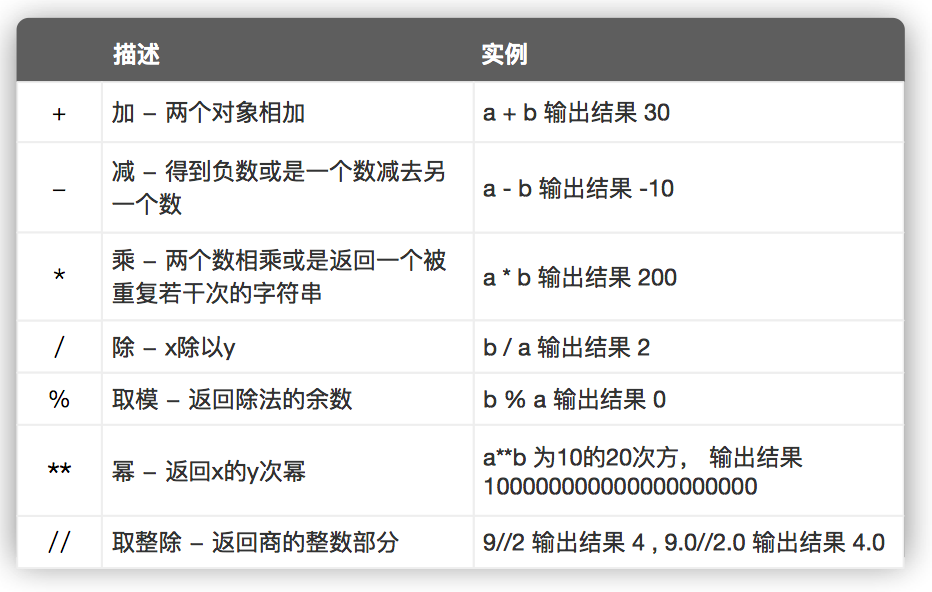 描述 实例
+ 加 – 两个对象相加 a + b 输出结果 30
– 减 – 得到负数或是一个数减去另
一个数 a - b 输出结果 -10
* 乘 – 两个数相乘或是返回一个被
重复若干次的字符串 a * b 输出结果 200
/ 除 – x除以y b / a 输出结果 2
% 取模 – 返回除法的余数 b % a 输出结果 0
** 幂 – 返回x的y次幂 a**b 为10的20次方， 输出结果
100000000000000000000
// 取整除 – 返回商的整数部分 9//2 输出结果 4 , 9.0//2.0 输出结果 4.0